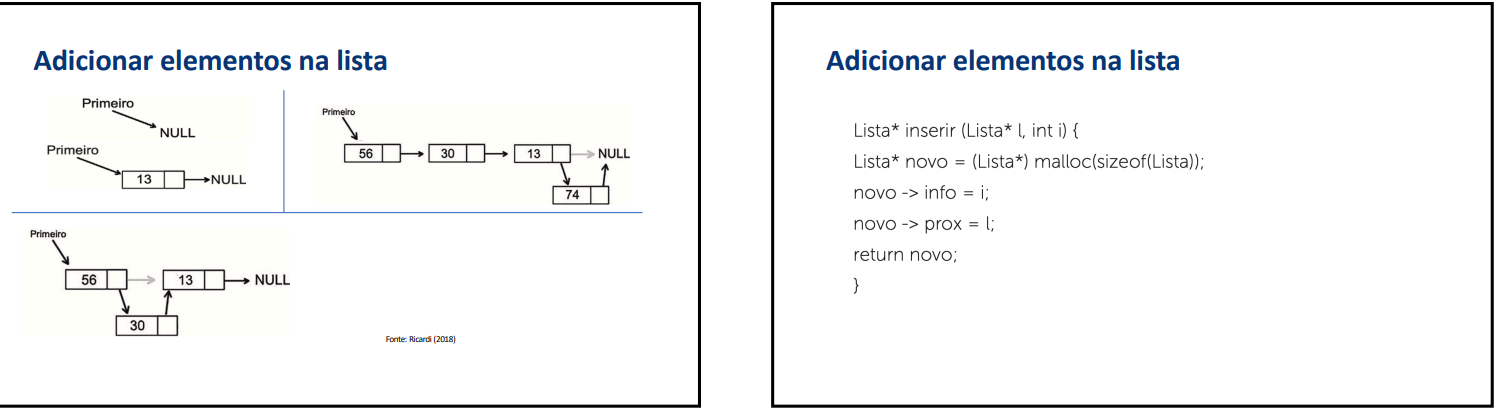 Adicionar elementos na lista
Primeiro
NULL
Primeiro
13
NULL
Primeiro
56
30
13
NULL
74
Primeiro
56
13
NULL
30
Fonte: Ricardi (2018)
Adicionar elementos na lista
Lista* inserir (Lista* l, int i) {
Lista* novo = (Lista*) malloc(sizeof(Lista));
novo -> info = i;
novo -> prox = l;
return novo;
}